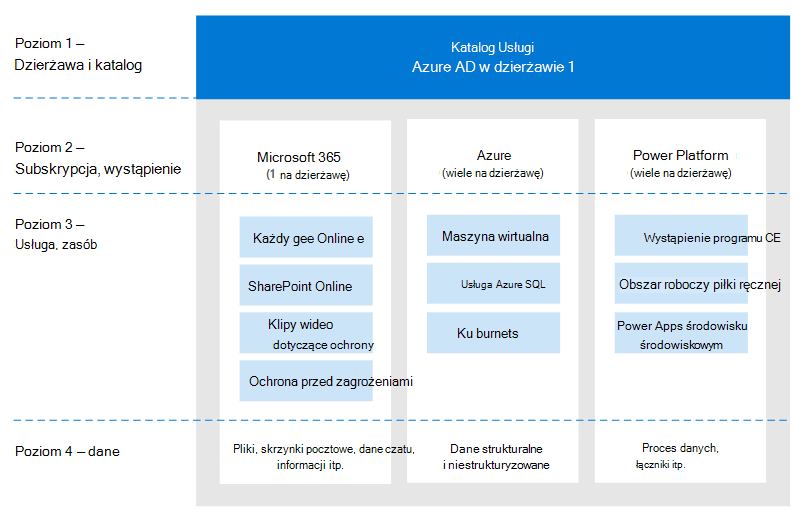 Poziom 1 –
Dzierżawa i katalog
Katalog Usługi
Azure AD w dzierżawie 1
Poziom 2 –
Subskrypcja, wystąpienie
Microsoft 365
(1 na dzierżawę)
Azure
(wiele na dzierżawę)
Power Platform
(wiele na dzierżawę)
Poziom 3 –
Usługa, zasób
Każdy gee Online e
SharePoint Online
Klipy wideo
dotyczące ochrony
Ochrona przed zagrożeniami
Maszyna wirtualna
Usługa Azure SQL
Ku burnets
Wystąpienie programu CE
Obszar roboczy piłki ręcznej
Power Apps środowisku
środowiskowym
Poziom 4 – dane
Pliki, skrzynki pocztowe, dane czatu,
informacji itp.
Dane strukturalne
i niestrukturyzowane
Proces danych,
łączniki itp.